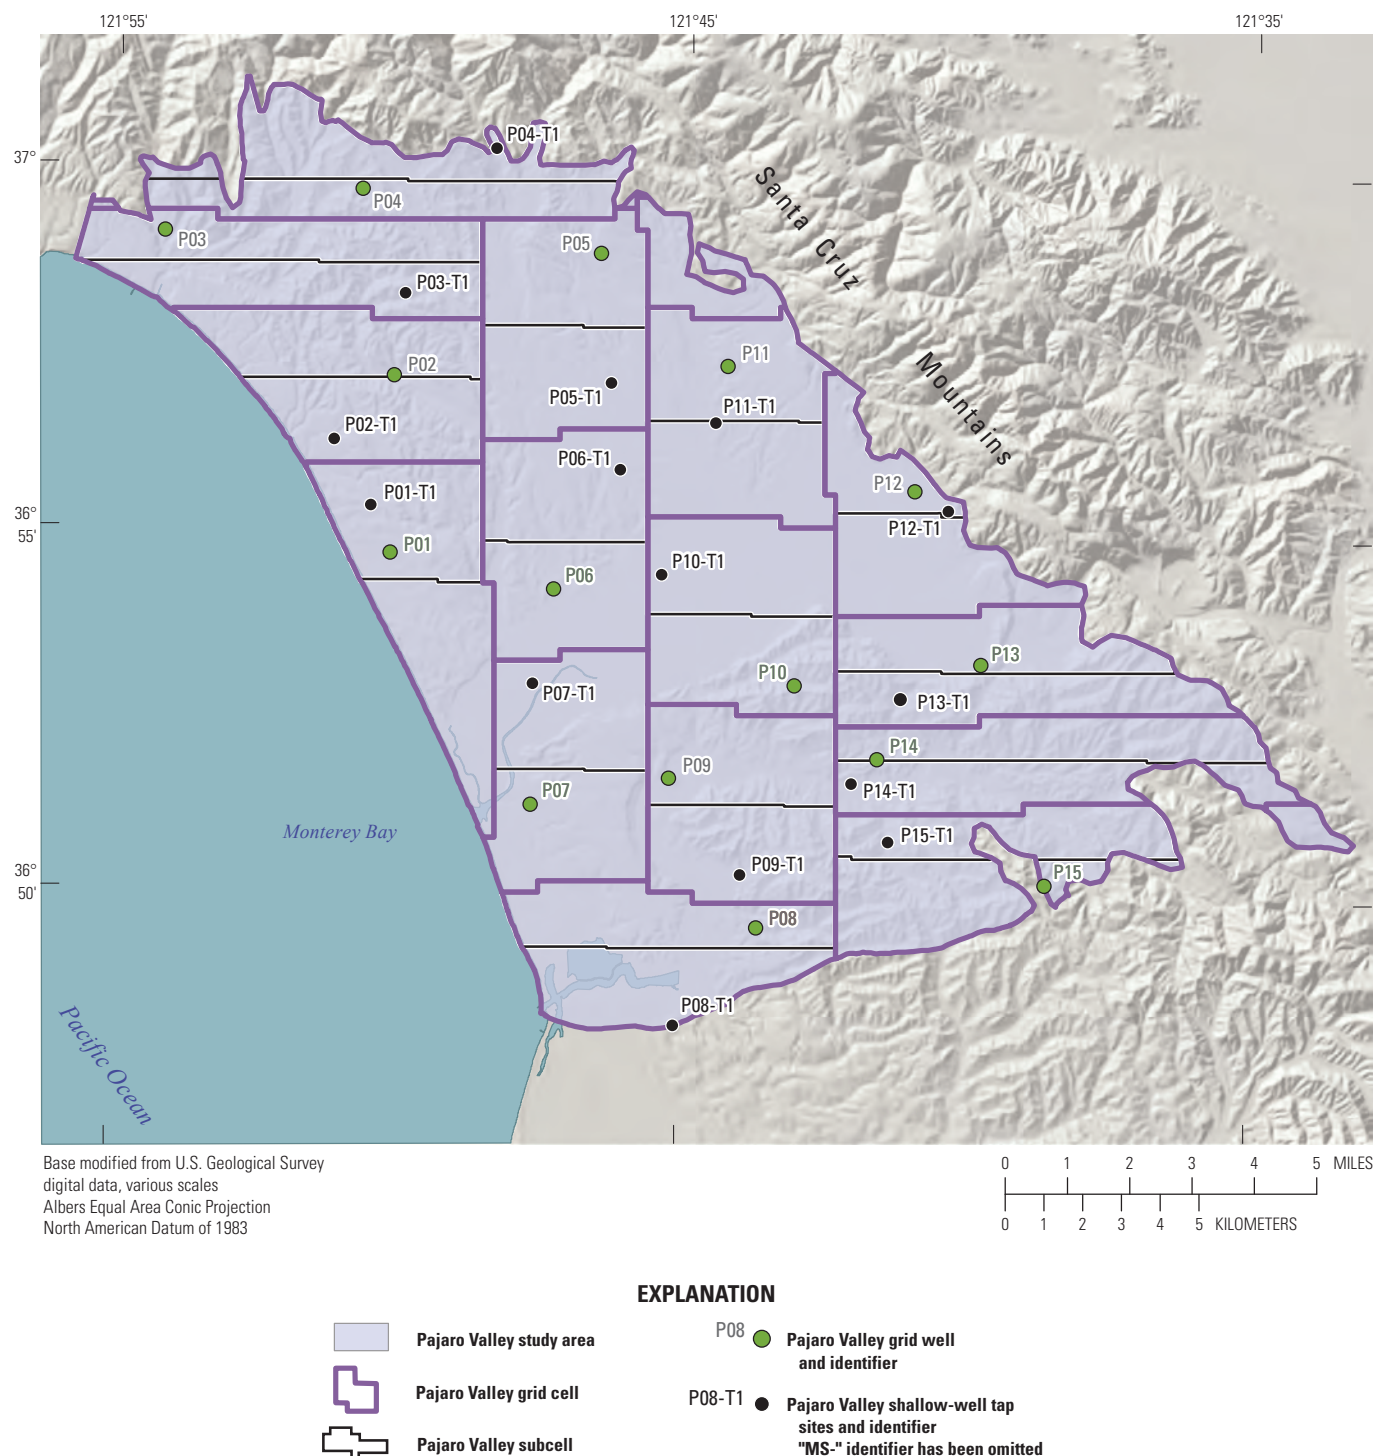 121°55' 121°45' 121°35'
37°
36°
55'
36°
50'
P04-T1
P04
P03
P05
P03-T1
P02
P11
P05-T1
P11-T1
P02-T1
P06-T1
P12
P01-T1
P12-T1
P01
P10-T1
P06
P13
P10
P07-T1
P13-T1
P14
P09
P14-T1
P07
P15-T1
P09-T1
P15
P08
P08-T1
Santa Cruz
Mountains
Monterey Bay
Pacific Ocean
Base modified from U.S. Geological Survey
digital data, various scales
Albers Equal Area Conic Projection
North American Datum of 1983
0 1 2 3 4 5 MILES
0 1 2 3 4 5 KILOMETERS
EXPLANATION
Pajaro Valley study area
Pajaro Valley grid cell
Pajaro Valley subcell
P08 Pajaro Valley grid well
and identifier
P08-T1 Pajaro Valley shallow-well tap
sites and identifier
"MS-" identifier has been omitted